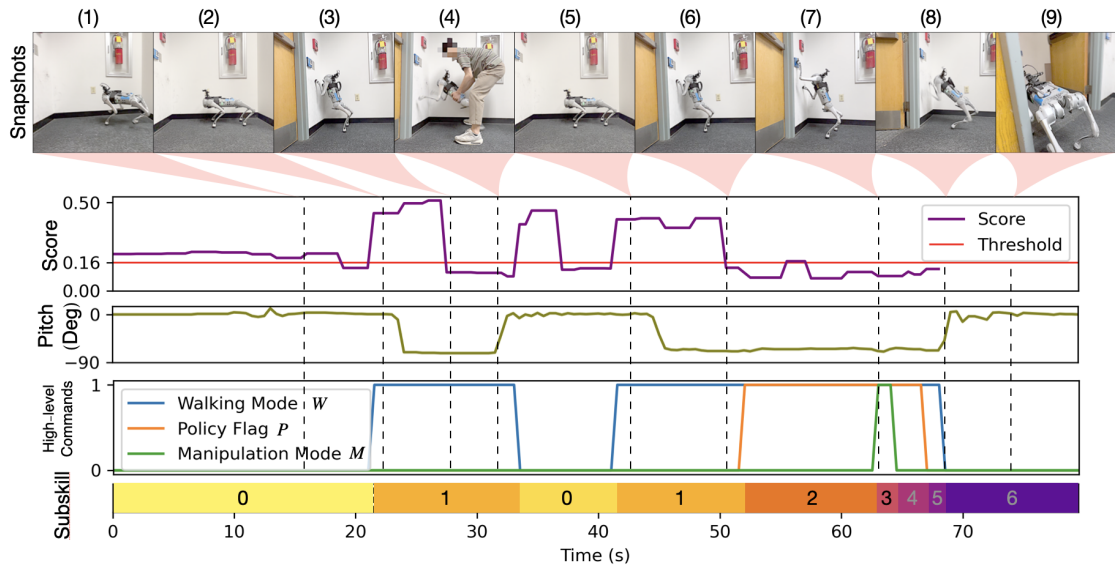 (1) (2) (3) (4) (5) (6) (7) (8) (9)
Snapshots
Score
0.50
0.16
0.00
Score
Threshold
Pitch
(Deg)
0
−90
High-level
Commands
1
0
Walking Mode W
Policy Flag P
Manipulation Mode M
Subskill
0 1 0 1 2 3 4 5 6
0 10 20 30 40 50 60 70
Time (s)